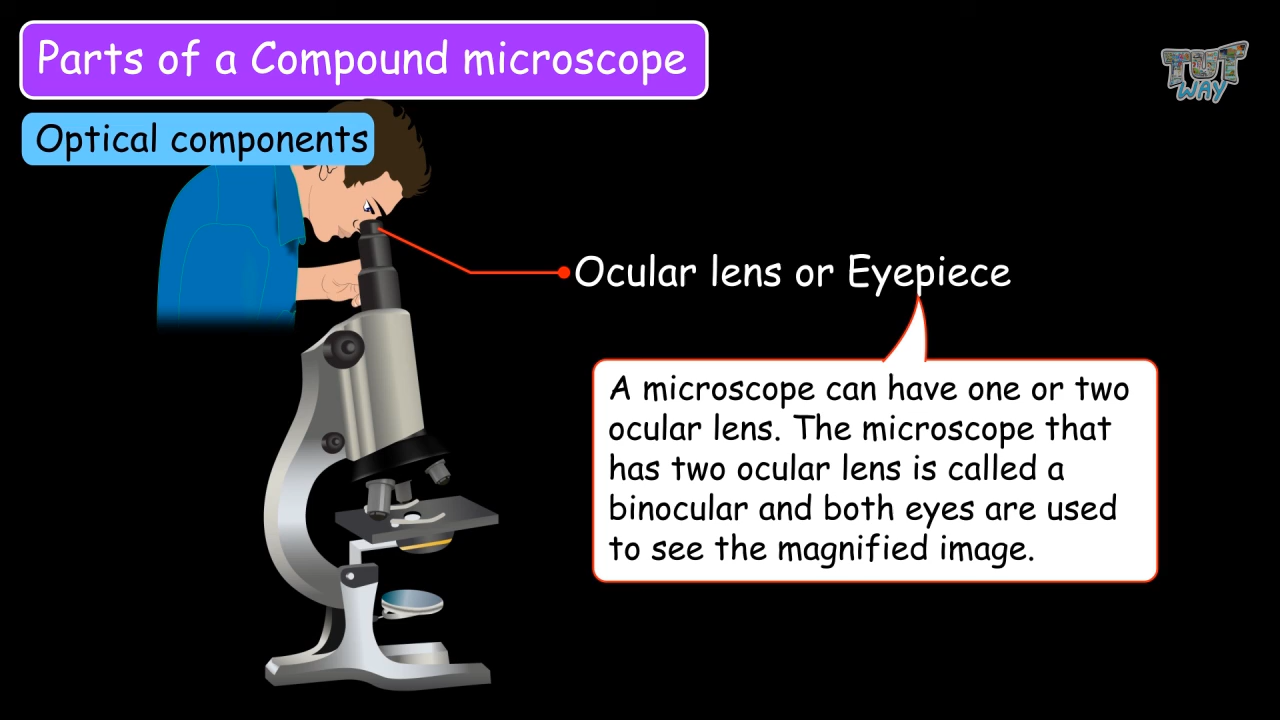 Parts of a Compound microscope
TUT
WAY
Optical components
Ocular lens or Eyepiece
A microscope can have one or two
ocular lens. The microscope that
has two ocular lens is called a
binocular and both eyes are used
to see the magnified image.